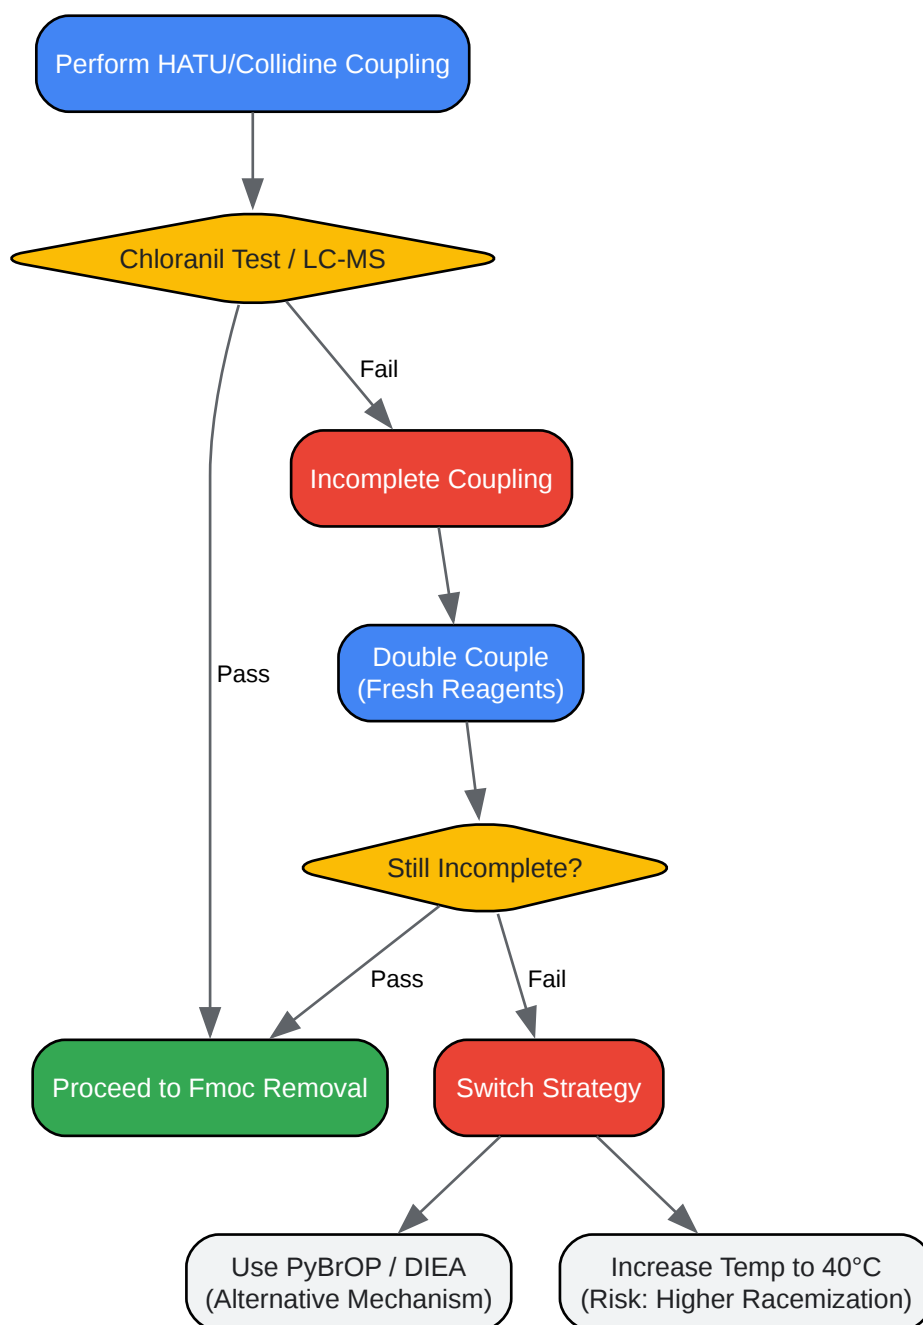 Perform HATU/Collidine Coupling
Chloranil Test / LC-MS
Fail
Incomplete Coupling
Double Couple
(Fresh Reagents)
Pass
Still Incomplete?
Pass
Fail
Proceed to Fmoc Removal
Switch Strategy
Use PyBrOP / DIEA
(Alternative Mechanism)
Increase Temp to 40°C
(Risk: Higher Racemization)